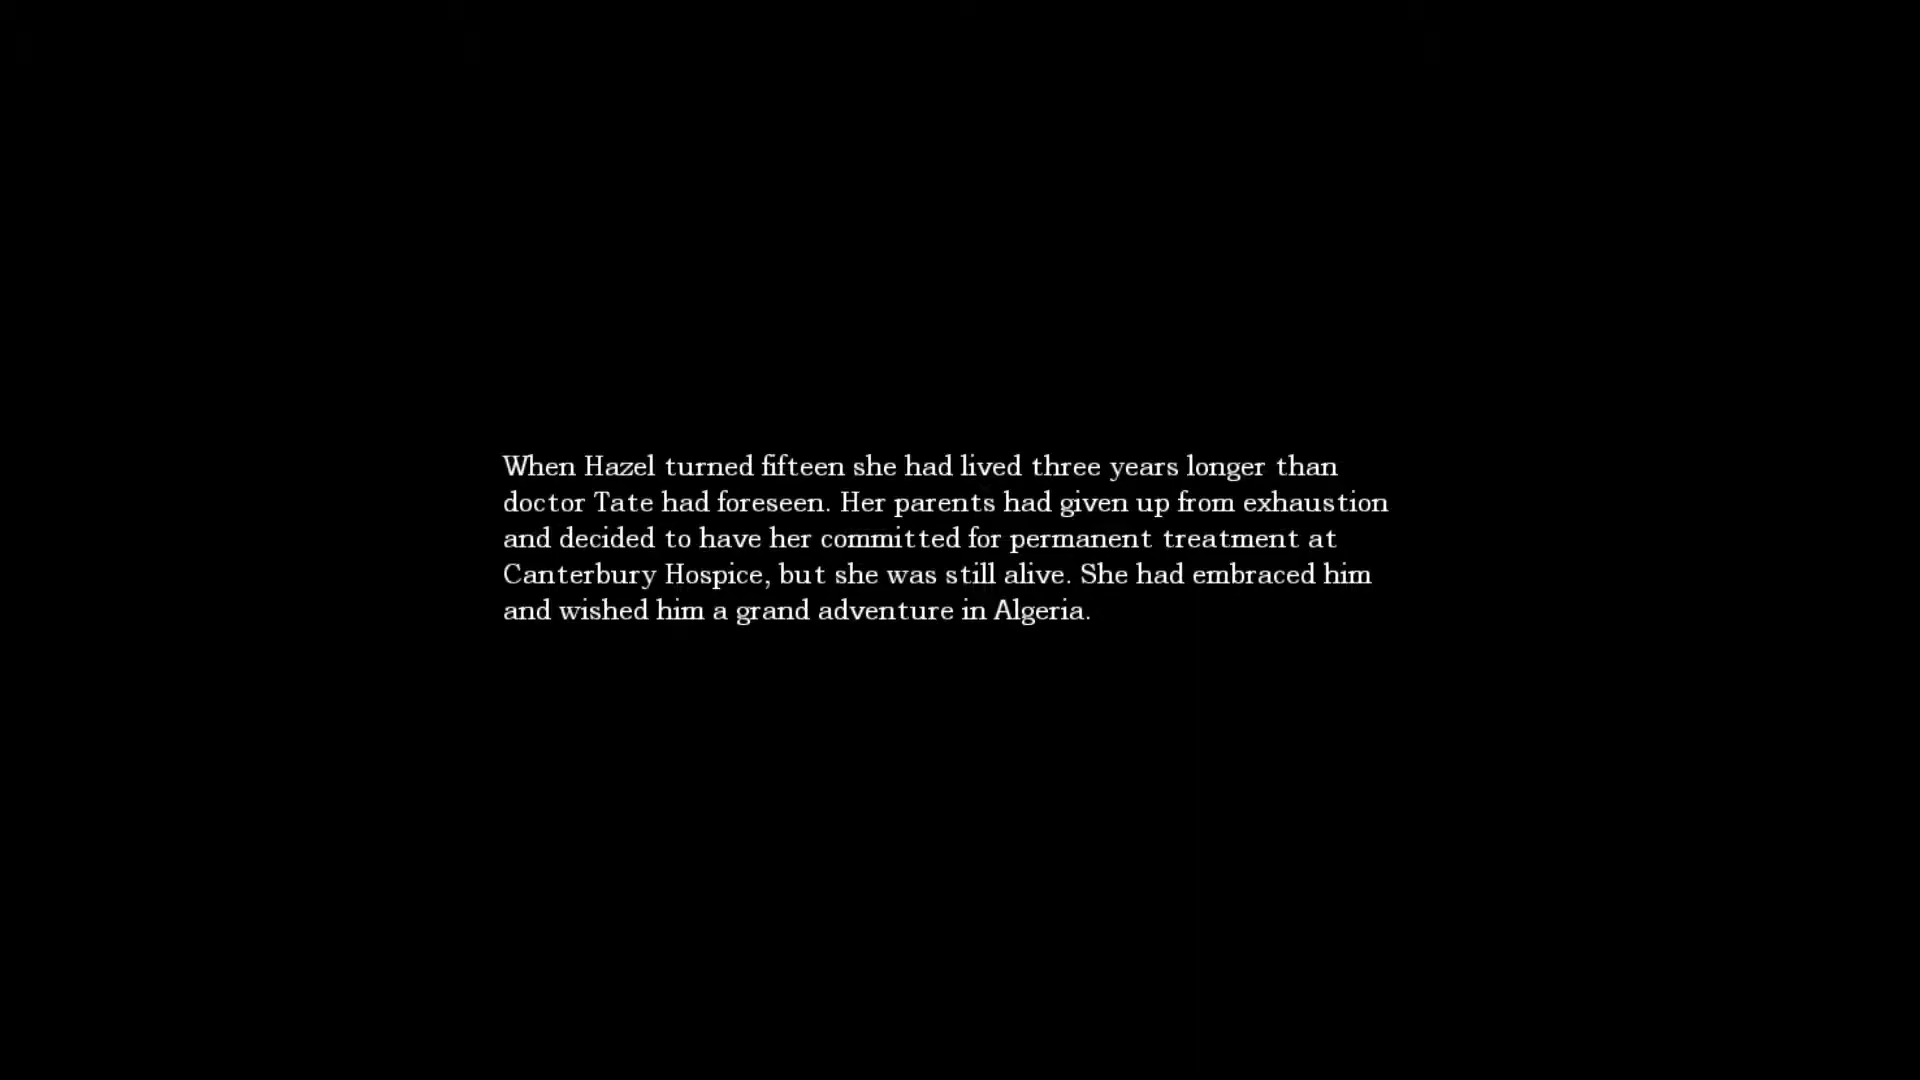 When Hazel turned fifteen she had lived three years longer than
doctor Tate had foreseen. Her parents had given up from exhaustion
and decided to have her committed for permanent treatment at
Canterbury Hospice, but she was still alive. She had embraced him
and wished him a grand adventure in Algeria.